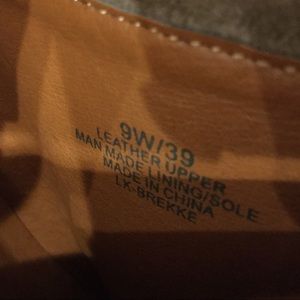 9W/39
LEATHER UPPER
MAN MADE LINING/SOLE
MADE IN CHINA
LK-BREKKE